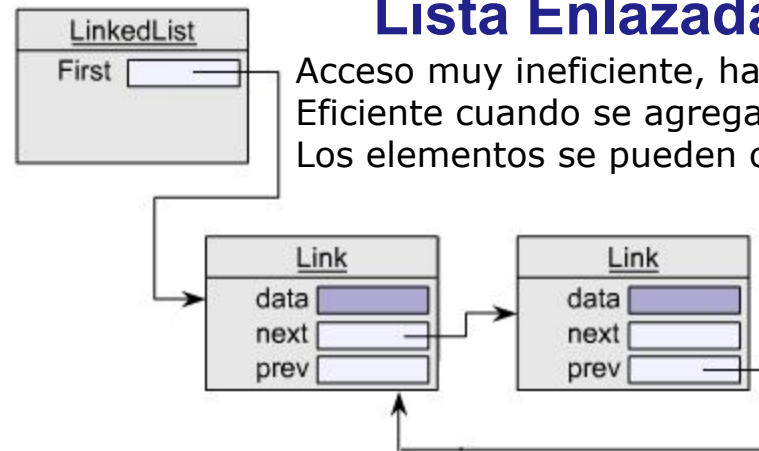 Lista Enlazada
LinkedList
First
Acceso muy ineficiente, ha
Eficiente cuando se agrega
Los elementos se pueden
Link
data
next
prev
Link
data
next
prev